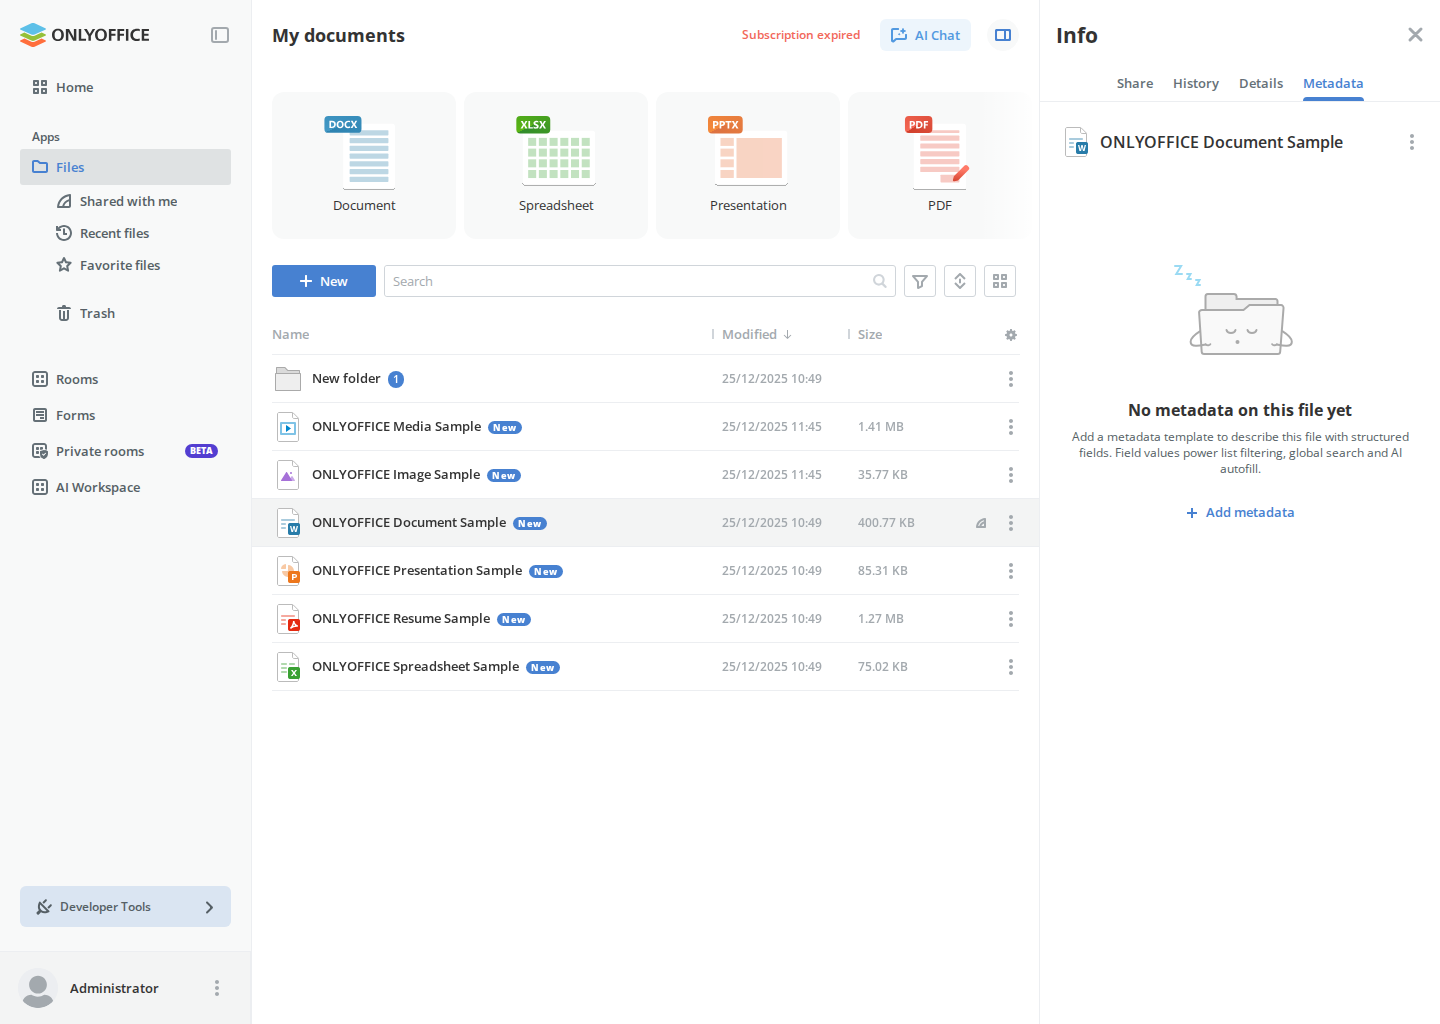 ONLYOFFICE
Home
Apps
Files
Shared with me
Recent files
Favorite files
Trash
Rooms
Forms
Private rooms BETA
AI Workspace
Developer Tools
Administrator
My documents
Subscription expired
AI Chat
DOCX
Document
XLSX
Spreadsheet
PPTX
Presentation
PDF
PDF
New
Search
Name Modified Size
New folder 1 25/12/2025 10:49
ONLYOFFICE Media Sample New 25/12/2025 11:45 1.41 MB
ONLYOFFICE Image Sample New 25/12/2025 11:45 35.77 KB
W ONLYOFFICE Document Sample New 25/12/2025 10:49 400.77 KB
P ONLYOFFICE Presentation Sample New 25/12/2025 10:49 85.31 KB
ONLYOFFICE Resume Sample New 25/12/2025 10:49 1.27 MB
X ONLYOFFICE Spreadsheet Sample New 25/12/2025 10:49 75.02 KB
Info
Share History Details Metadata
W ONLYOFFICE Document Sample
Z z z
No metadata on this file yet
Add a metadata template to describe this file with structured
fields. Field values power list filtering, global search and AI
autofill.
Add metadata